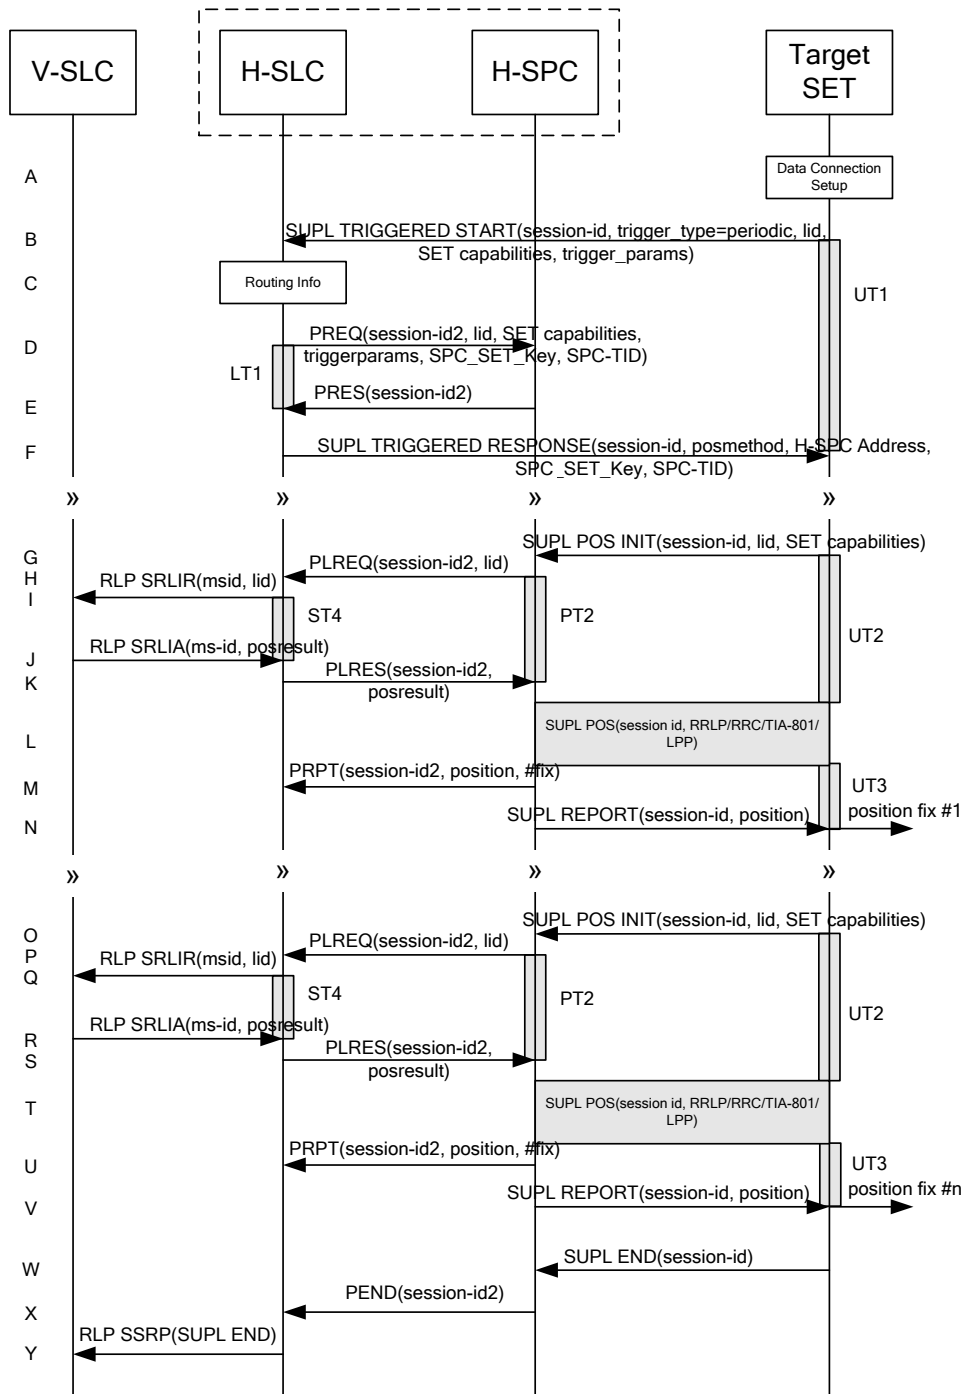 V-SLC
H-SLC
H-SPC
Target
SET
A
Data Connection
Setup
B
SUPL TRIGGERED START(session-id, trigger_type=periodic, lid,
SET capabilities, trigger_params)
C
Routing Info
UT1
D
PREQ(session-id2, lid, SET capabilities,
triggerparams, SPC_SET_Key, SPC-TID)
LT1
E
PRES(session-id2)
F
SUPL TRIGGERED RESPONSE(session-id, posmethod, H-SPC Address,
SPC_SET_Key, SPC-TID)
» » » »
G
SUPL POS INIT(session-id, lid, SET capabilities)
H
PLREQ(session-id2, lid)
I
RLP SRLIR(msid, lid)
ST4
PT2
UT2
J
RLP SRLIA(ms-id, posresult)
K
PLRES(session-id2,
posresult)
L
SUPL POS(session id, RRLP/RRC/TIA-801/
LPP)
M
PRPT(session-id2, position, #fix)
UT3
position fix #1
N
SUPL REPORT(session-id, position)
» » » »
O
SUPL POS INIT(session-id, lid, SET capabilities)
P
PLREQ(session-id2, lid)
Q
RLP SRLIR(msid, lid)
ST4
PT2
UT2
R
RLP SRLIA(ms-id, posresult)
S
PLRES(session-id2,
posresult)
T
SUPL POS(session id, RRLP/RRC/TIA-801/
LPP)
U
PRPT(session-id2, position, #fix)
UT3
position fix #n
V
SUPL REPORT(session-id, position)
W
SUPL END(session-id)
X
PEND(session-id2)
Y
RLP SSRP(SUPL END)